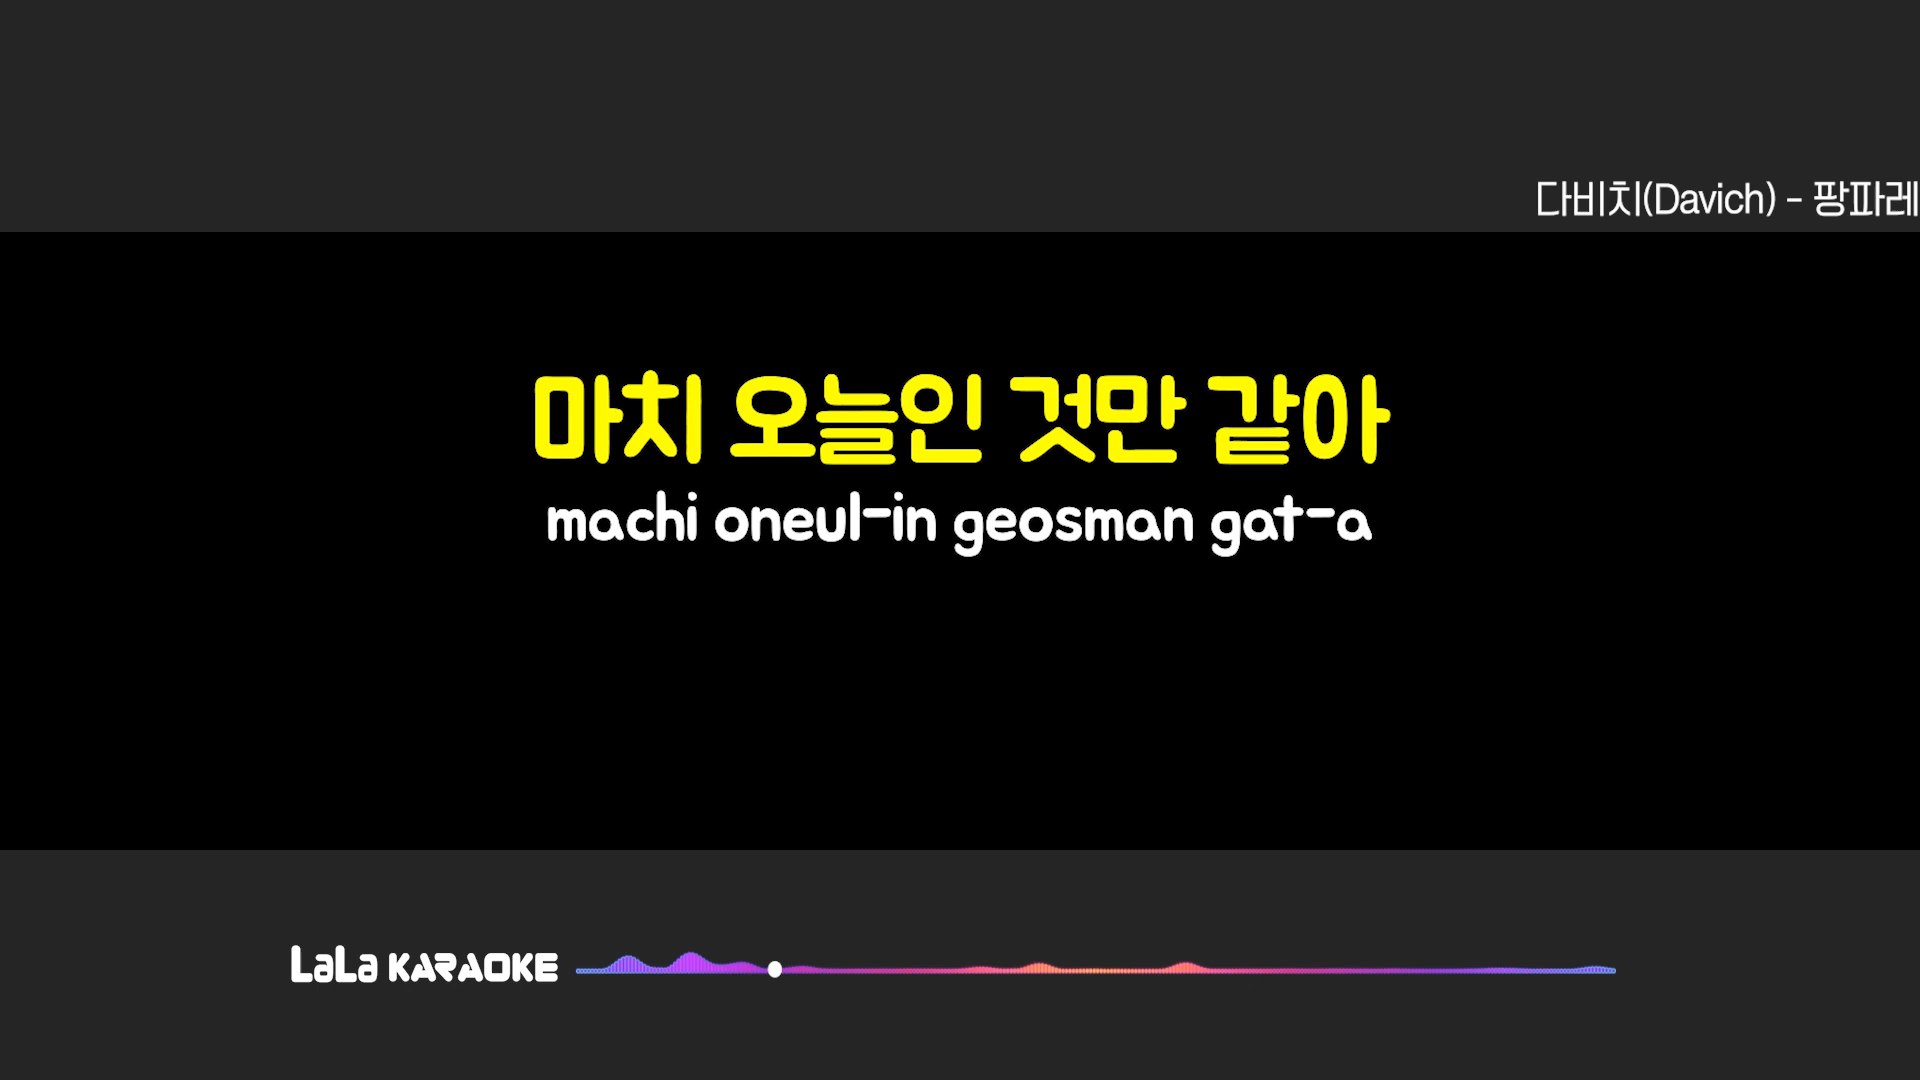 다비치(Davich) - 팡파레
마치 오늘인 것만 같아
machi oneul-in geosman gat-a
LaLa KARAOKE